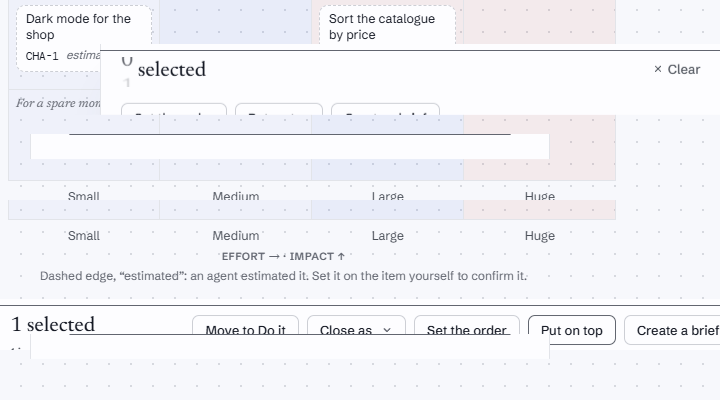 Dark mode for the shop
CHA-1
Sort the catalogue by price
selected
× Clear
For a spare
Small Medium Large Huge
Small Medium Large Huge
EFFORT → · IMPACT ↑
Dashed edge, “estimated”: an agent estimated it. Set it on the item yourself to confirm it.
1 selected
Move to Do it
Close as
Set the order
Put on top
Create a brief